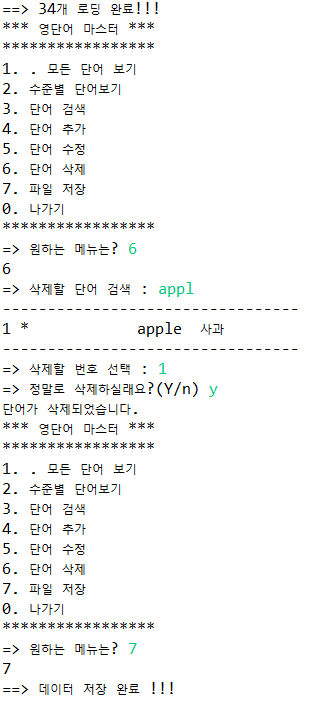 ==> 34개 로딩 완료!!!
*** 영단어 마스터 ***
*****************
1. . 모든 단어 보기
2. 수준별 단어보기
3. 단어 검색
4. 단어 추가
5. 단어 수정
6. 단어 삭제
7. 파일 저장
0. 나가기
*****************
=> 원하는 메뉴는? 6
6
=> 삭제할 단어 검색 : appl
---------------------------------
1 *            apple  사과
---------------------------------
=> 삭제할 번호 선택 : 1
=> 정말로 삭제하실래요?(Y/n) y
단어가 삭제되었습니다.
*** 영단어 마스터 ***
*****************
1. . 모든 단어 보기
2. 수준별 단어보기
3. 단어 검색
4. 단어 추가
5. 단어 수정
6. 단어 삭제
7. 파일 저장
0. 나가기
*****************
=> 원하는 메뉴는? 7
7
==> 데이터 저장 완료 !!!